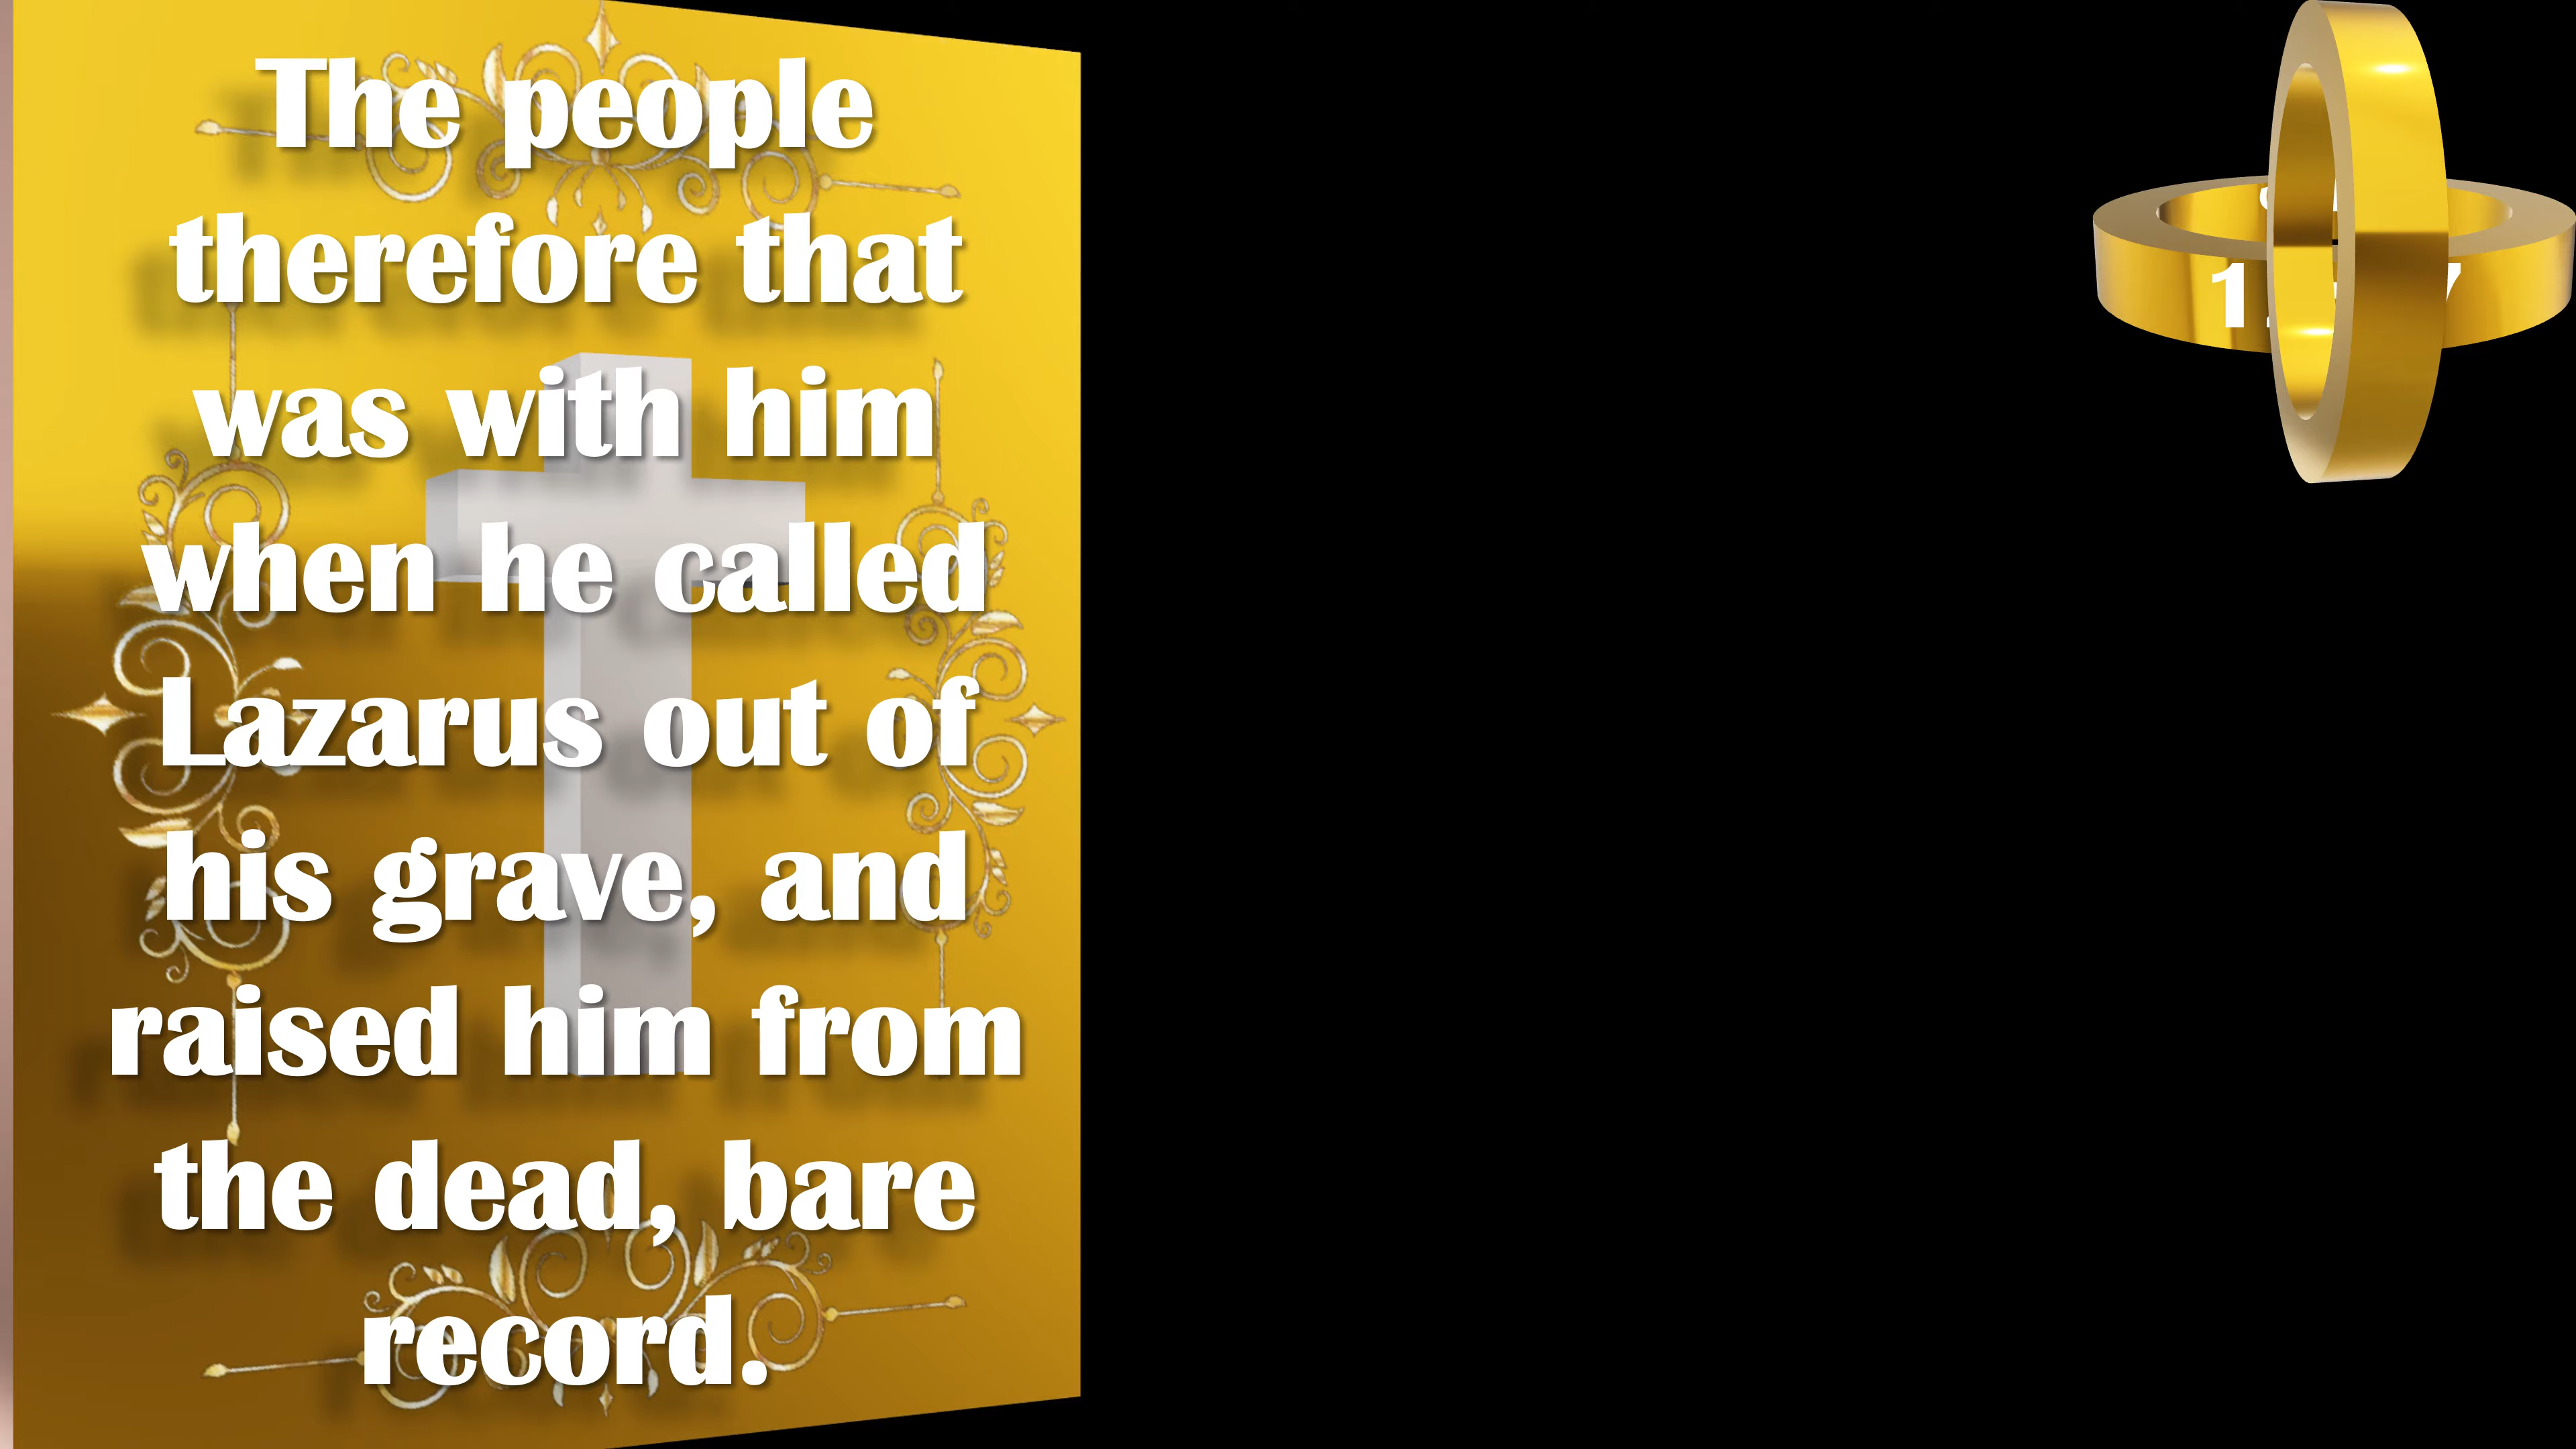 The people
therefore that
was with him
when he called
Lazarus out of
his grave, and
raised him from
the dead, bare
record.